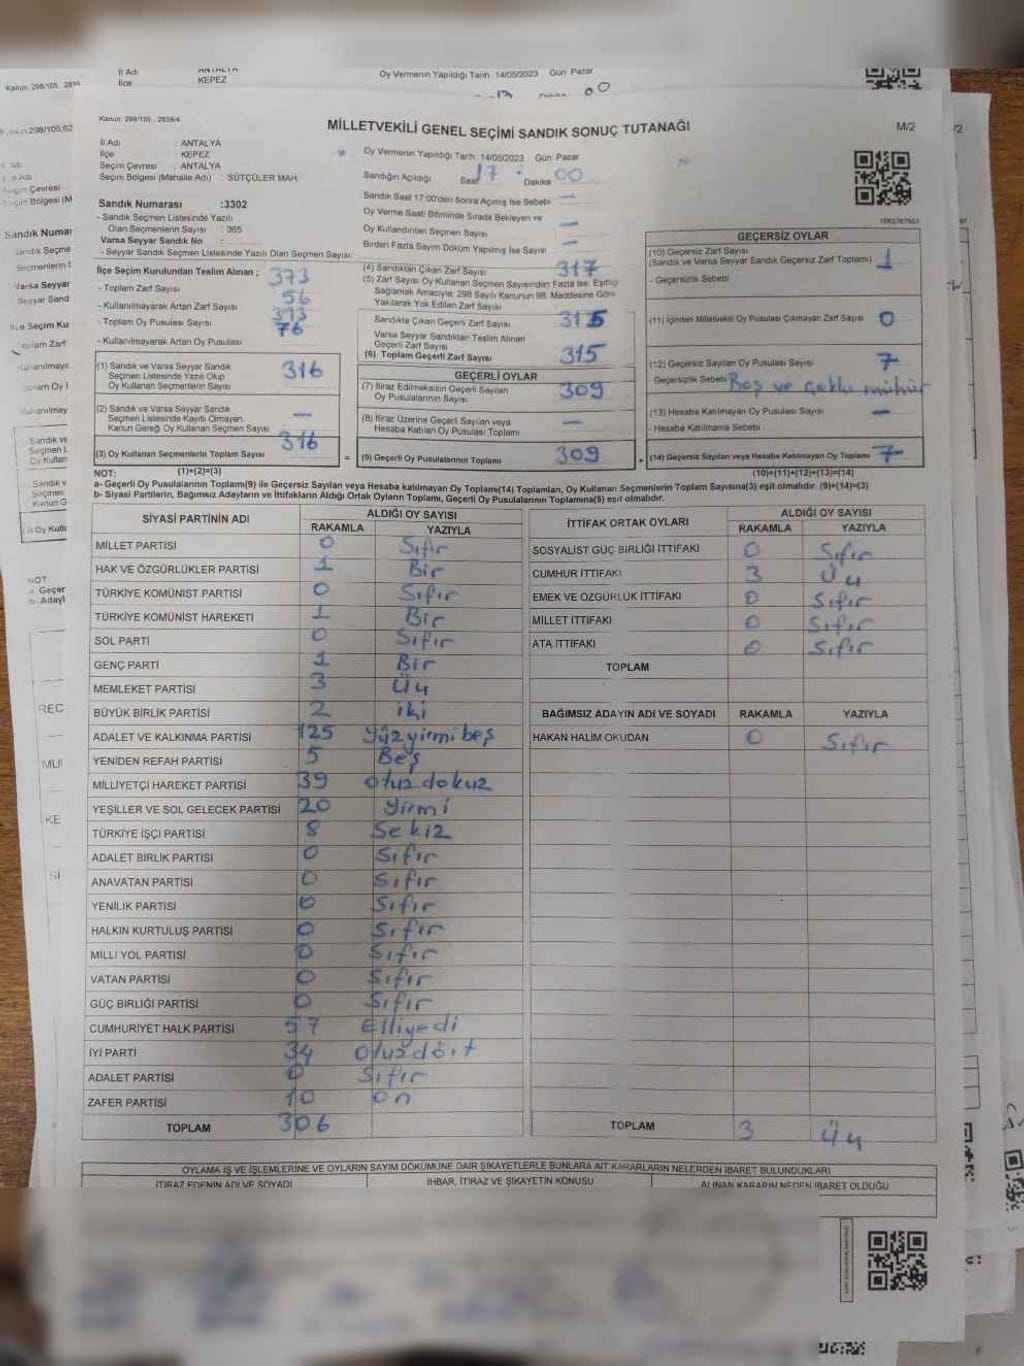 İl Adı ANTALYA
İlçe KEPEZ
Oy Vermenin Yapıldığı Tarih: 14/05/2023 Gün: Pazar
Kanun: 298/105 , 2839/4
MİLLETVEKİLİ GENEL SEÇİMİ SANDIK SONUÇ TUTANAĞI
M/2
İl Adı : ANTALYA
İlçe : KEPEZ
Seçim Çevresi : ANTALYA
Seçim Bölgesi (Mahalle Adı) : SÜTÇÜLER MAH.
Oy Vermenin Yapıldığı Tarih: 14/05/2023 Gün: Pazar
Sandığın Açıldığı Saat 17 Dakika 00
Sandık Saat 17:00'den Sonra Açılmış İse Sebebi —
Oy Verme Saati Bitiminde Sırada Bekleyen ve
Oy Kullandırılan Seçmen Sayısı —
Birden Fazla Sayım Döküm Yapılmış İse Sayısı —
Sandık Numarası :3302
- Sandık Seçmen Listesinde Yazılı
Olan Seçmenlerin Sayısı : 365
Varsa Seyyar Sandık No :
- Seyyar Sandık Seçmen Listesinde Yazılı Olan Seçmen Sayısı:
İlçe Seçim Kurulundan Teslim Alınan ;
- Toplam Zarf Sayısı 373
- Kullanılmayarak Artan Zarf Sayısı 56
- Toplam Oy Pusulası Sayısı 373
- Kullanılmayarak Artan Oy Pusulası 76
(1) Sandık ve Varsa Seyyar Sandık
Seçmen Listesinde Yazılı Olup
Oy Kullanan Seçmenlerin Sayısı 316
(2) Sandık ve Varsa Seyyar Sandık
Seçmen Listesinde Kayıtlı Olmayan
Kanun Gereği Oy Kullanan Seçmen Sayısı —
(3) Oy Kullanan Seçmenlerin Toplam Sayısı 316
(1)+(2)=(3)
(4) Sandıktan Çıkan Zarf Sayısı 317
(5) Zarf Sayısı Oy Kullanan Seçmen Sayısından Fazla İse; Eşitliği
Sağlamak Amacıyla, 298 Sayılı Kanunun 98. Maddesine Göre
Yakılarak Yok Edilen Zarf Sayısı
Sandıkta Çıkan Geçerli Zarf Sayısı 315
Varsa Seyyar Sandıktan Teslim Alınan
Geçerli Zarf Sayısı
(6) Toplam Geçerli Zarf Sayısı 315
GEÇERLİ OYLAR
(7) İtiraz Edilmeksizin Geçerli Sayılan
Oy Pusulalarının Sayısı 309
(8) İtiraz Üzerine Geçerli Sayılan veya
Hesaba Katılan Oy Pusulası Toplamı —
(9) Geçerli Oy Pusulalarının Toplamı 309
GEÇERSİZ OYLAR
(10) Geçersiz Zarf Sayısı
(Sandık ve Varsa Seyyar Sandık Geçersiz Zarf Toplamı) 1
- Geçersizlik Sebebi
(11) İçinden Milletvekili Oy Pusulası Çıkmayan Zarf Sayısı 0
(12) Geçersiz Sayılan Oy Pusulası Sayısı 7
- Geçersizlik Sebebi Boş ve çoklu mühür
(13) Hesaba Katılmayan Oy Pusulası Sayısı —
- Hesaba Katılmama Sebebi
(14) Geçersiz Sayılan veya Hesaba Katılmayan Oy Toplamı 7
(10)+(11)+(12)+(13)=(14)
NOT:
a- Geçerli Oy Pusulaları Toplamı(9) ile Geçersiz Sayılan veya Hesaba katılmayan Oy Toplamı(14) Toplamları, Oy Kullanan Seçmenlerin Toplam Sayısına(3) eşit olmalıdır. (9)+(14)=(3)
b- Siyasi Partilerin, Bağımsız Adayların ve İttifakların Aldığı Ortak Oyların Toplamı, Geçerli Oy Pusulalarının Toplamına(9) eşit olmalıdır.
SİYASİ PARTİNİN ADI ALDIĞI OY SAYISI
RAKAMLA YAZIYLA
MİLLET PARTİSİ 0 Sıfır
HAK VE ÖZGÜRLÜKLER PARTİSİ 1 Bir
TÜRKİYE KOMÜNİST PARTİSİ 0 Sıfır
TÜRKİYE KOMÜNİST HAREKETİ 1 Bir
SOL PARTİ 0 Sıfır
GENÇ PARTİ 1 Bir
MEMLEKET PARTİSİ 3 Üç
BÜYÜK BİRLİK PARTİSİ 2 iki
ADALET VE KALKINMA PARTİSİ 125 Yüzyirmibeş
YENİDEN REFAH PARTİSİ 5 Beş
MİLLİYETÇİ HAREKET PARTİSİ 39 Otuzdokuz
YEŞİLLER VE SOL GELECEK PARTİSİ 20 Yirmi
TÜRKİYE İŞÇİ PARTİSİ 8 Sekiz
ADALET BİRLİK PARTİSİ 0 Sıfır
ANAVATAN PARTİSİ 0 Sıfır
YENİLİK PARTİSİ 0 Sıfır
HALKIN KURTULUŞ PARTİSİ 0 Sıfır
MİLLİ YOL PARTİSİ 0 Sıfır
VATAN PARTİSİ 0 Sıfır
GÜÇ BİRLİĞİ PARTİSİ 0 Sıfır
CUMHURİYET HALK PARTİSİ 57 Elliyedi
İYİ PARTİ 34 Otuzdört
ADALET PARTİSİ 0 Sıfır
ZAFER PARTİSİ 10 on
TOPLAM 306
İTTİFAK ORTAK OYLARI ALDIĞI OY SAYISI
RAKAMLA YAZIYLA
SOSYALİST GÜÇ BİRLİĞİ İTTİFAKI 0 Sıfır
CUMHUR İTTİFAKI 3 Üç
EMEK VE ÖZGÜRLÜK İTTİFAKI 0 Sıfır
MİLLET İTTİFAKI 0 Sıfır
ATA İTTİFAKI 0 Sıfır
TOPLAM
BAĞIMSIZ ADAYIN ADI VE SOYADI RAKAMLA YAZIYLA
HAKAN HALİM OKUDAN 0 Sıfır
TOPLAM 3 Üç
OYLAMA İŞ VE İŞLEMLERİNE VE OYLARIN SAYIM DÖKÜMÜNE DAİR ŞİKAYETLERLE BUNLARA AİT KARARLARIN NELERDEN İBARET BULUNDUKLARI
İTİRAZ EDENİN ADI VE SOYADI İHBAR, İTİRAZ VE ŞİKAYETİN KONUSU ALINAN KARARIN NEDEN İBARET OLDUĞU